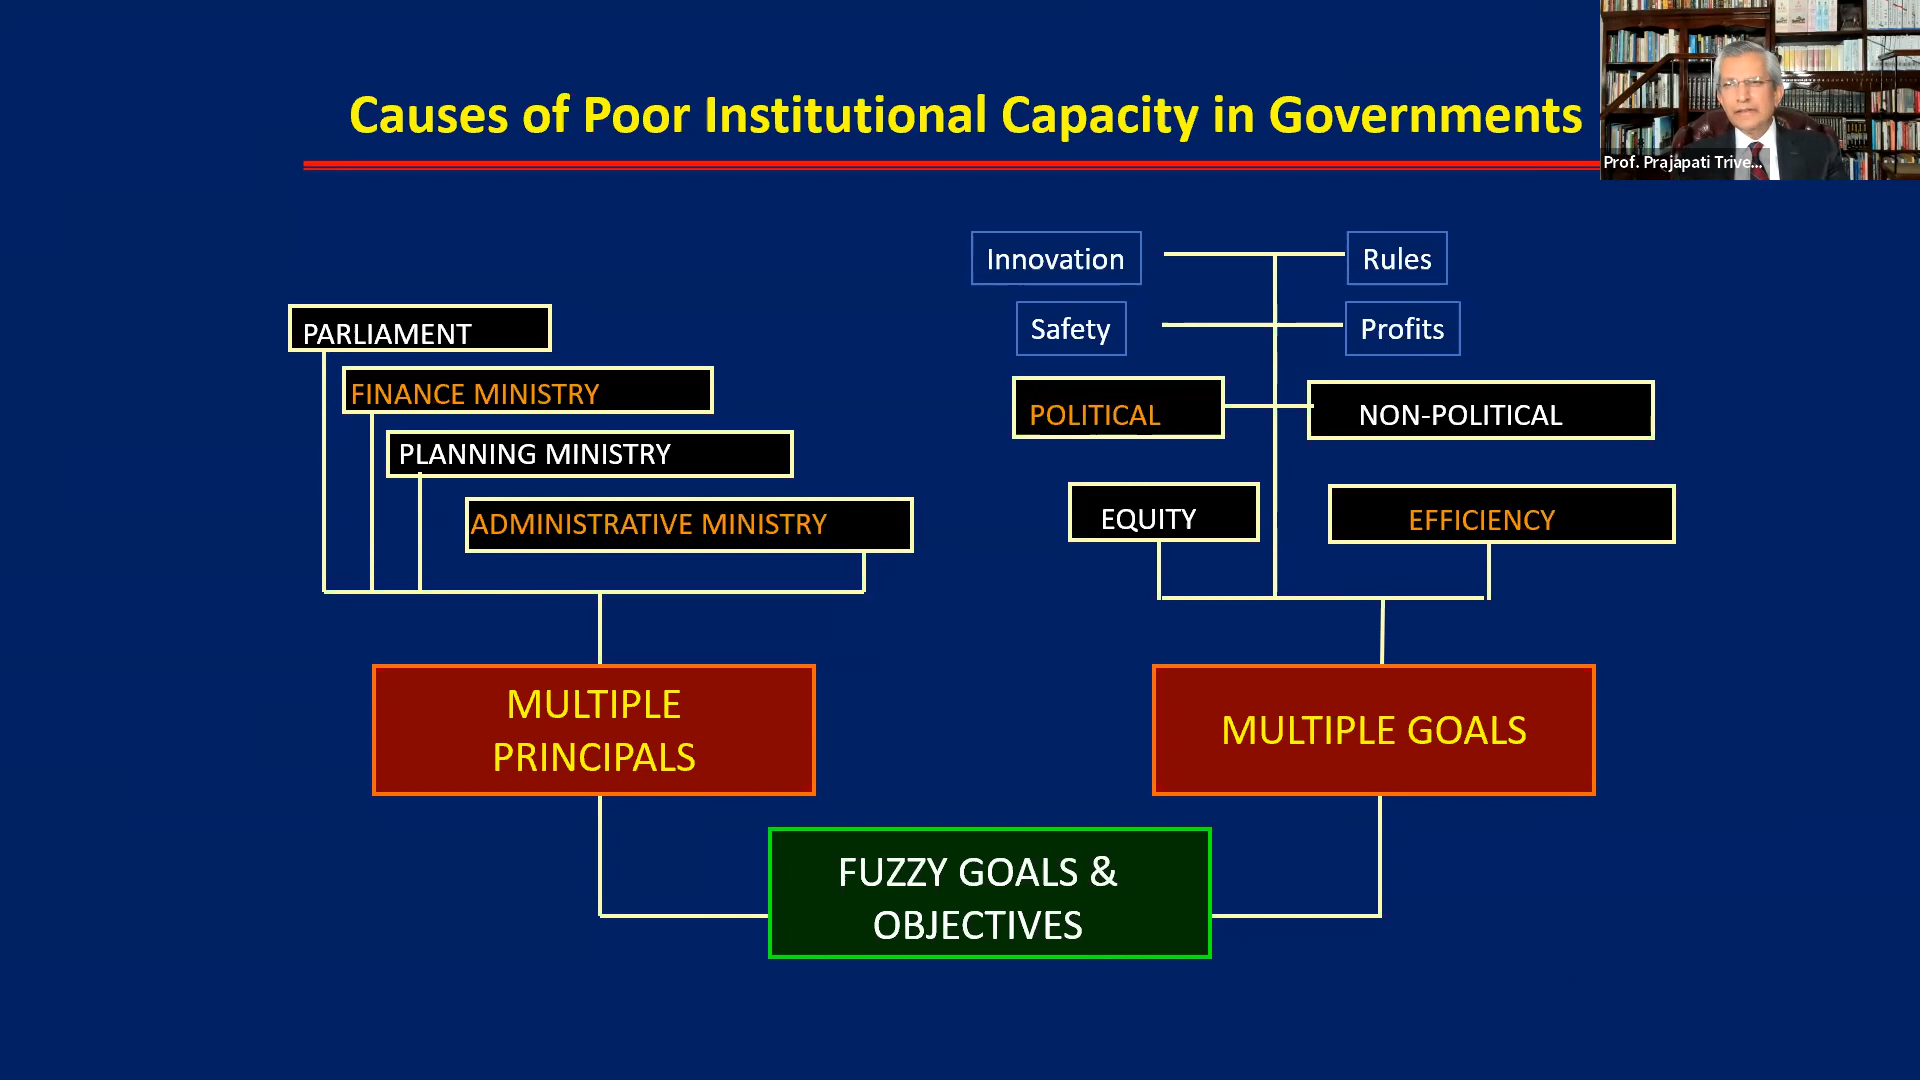 Causes of Poor Institutional Capacity in Governments
Prof. Prajapati Trive...
Innovation
Rules
Safety
Profits
PARLIAMENT
FINANCE MINISTRY
PLANNING MINISTRY
ADMINISTRATIVE MINISTRY
POLITICAL
NON-POLITICAL
EQUITY
EFFICIENCY
MULTIPLE
PRINCIPALS
MULTIPLE GOALS
FUZZY GOALS &
OBJECTIVES